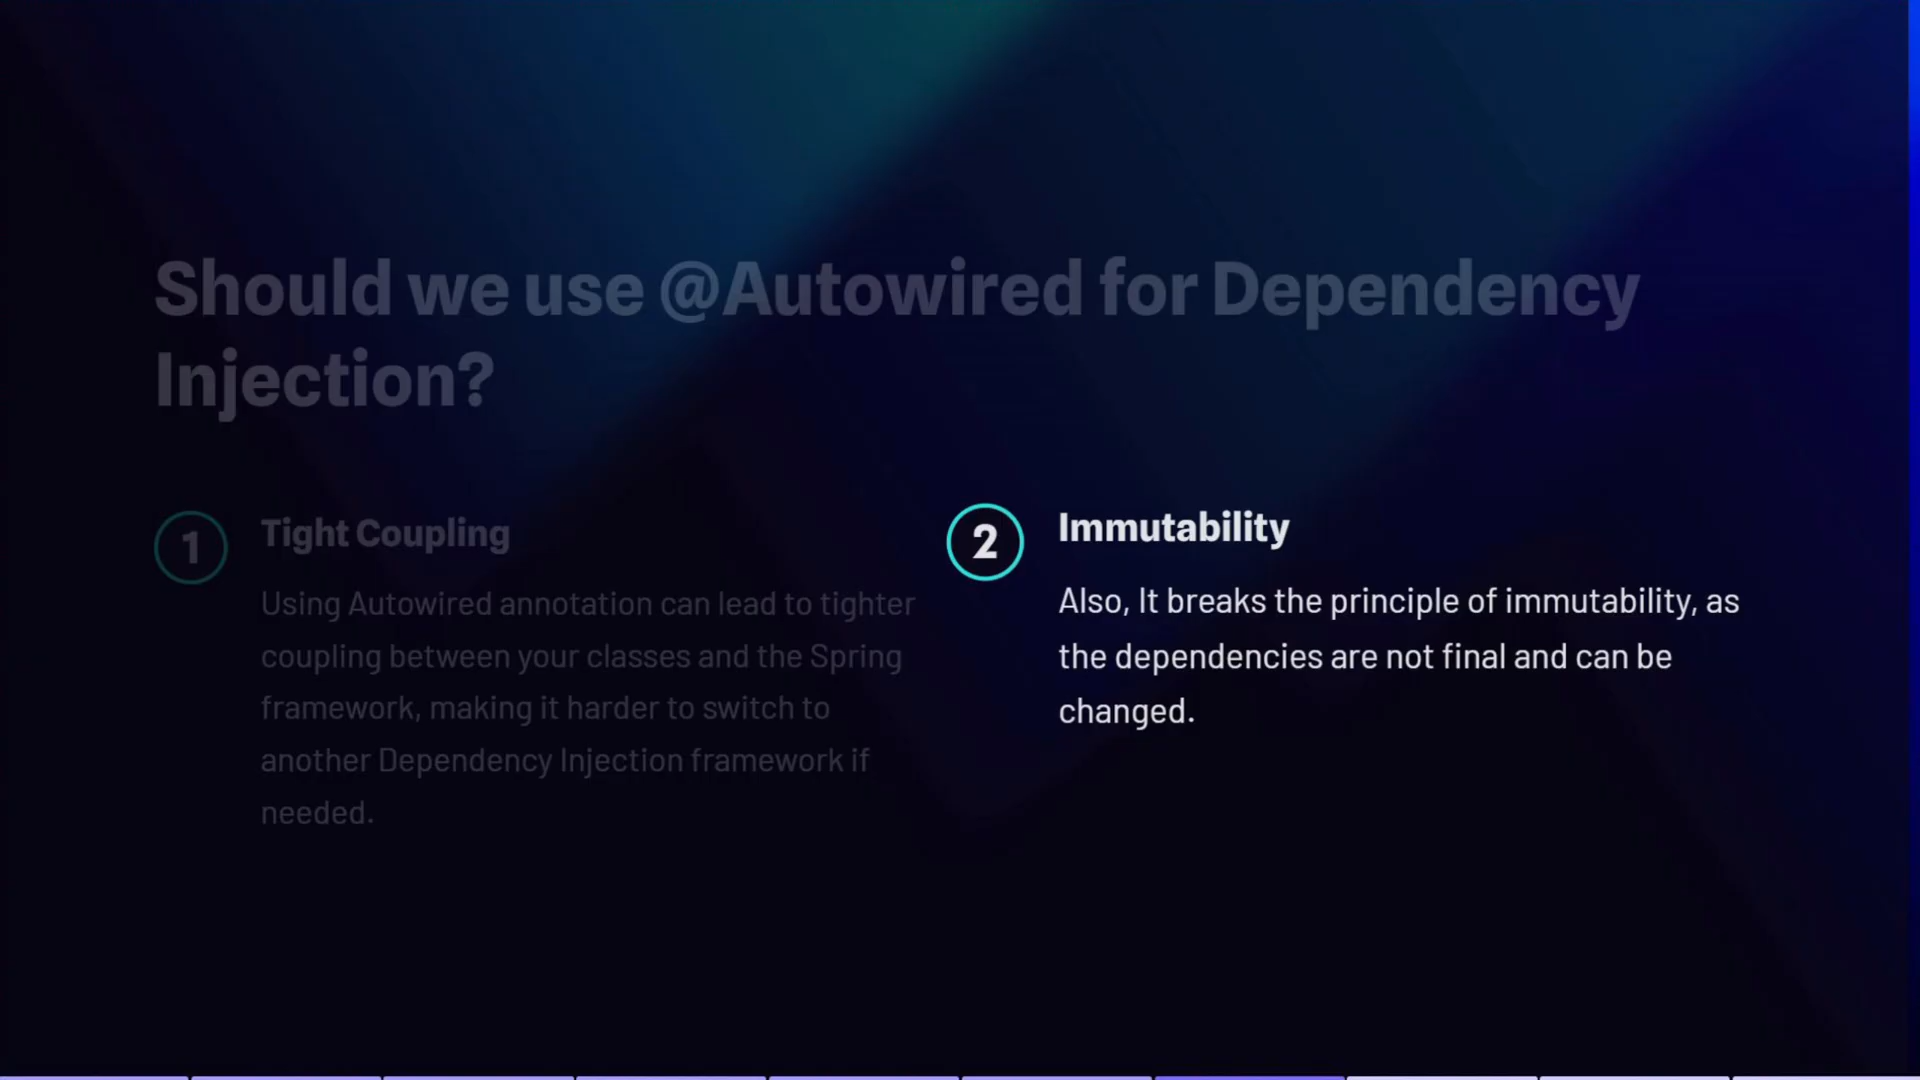 Should we use @Autowired for Dependency
Injection?
1
Tight Coupling
Using Autowired annotation can lead to tighter
coupling between your classes and the Spring
framework, making it harder to switch to
another Dependency Injection framework if
needed.
2
Immutability
Also, It breaks the principle of immutability, as
the dependencies are not final and can be
changed.